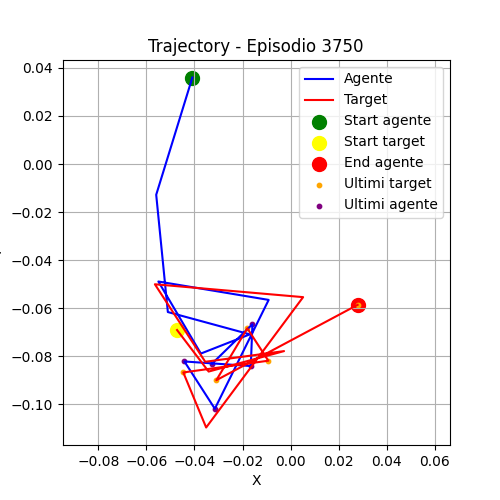 Trajectory - Episodio 3750
0.04
0.02
0.00
−0.02
−0.04
−0.06
−0.08
−0.10
Agente
Target
Start agente
Start target
End agente
Ultimi target
Ultimi agente
−0.08 −0.06 −0.04 −0.02 0.00 0.02 0.04 0.06
X